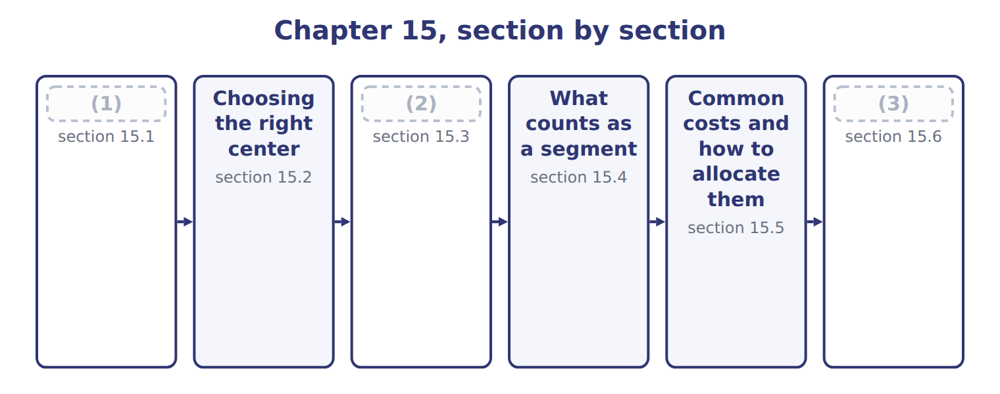 Chapter 15, section by section
(1)
section 15.1
Choosing
the right
center
section 15.2
(2)
section 15.3
What
counts as
a segment
section 15.4
Common
costs and
how to
allocate
them
section 15.5
(3)
section 15.6